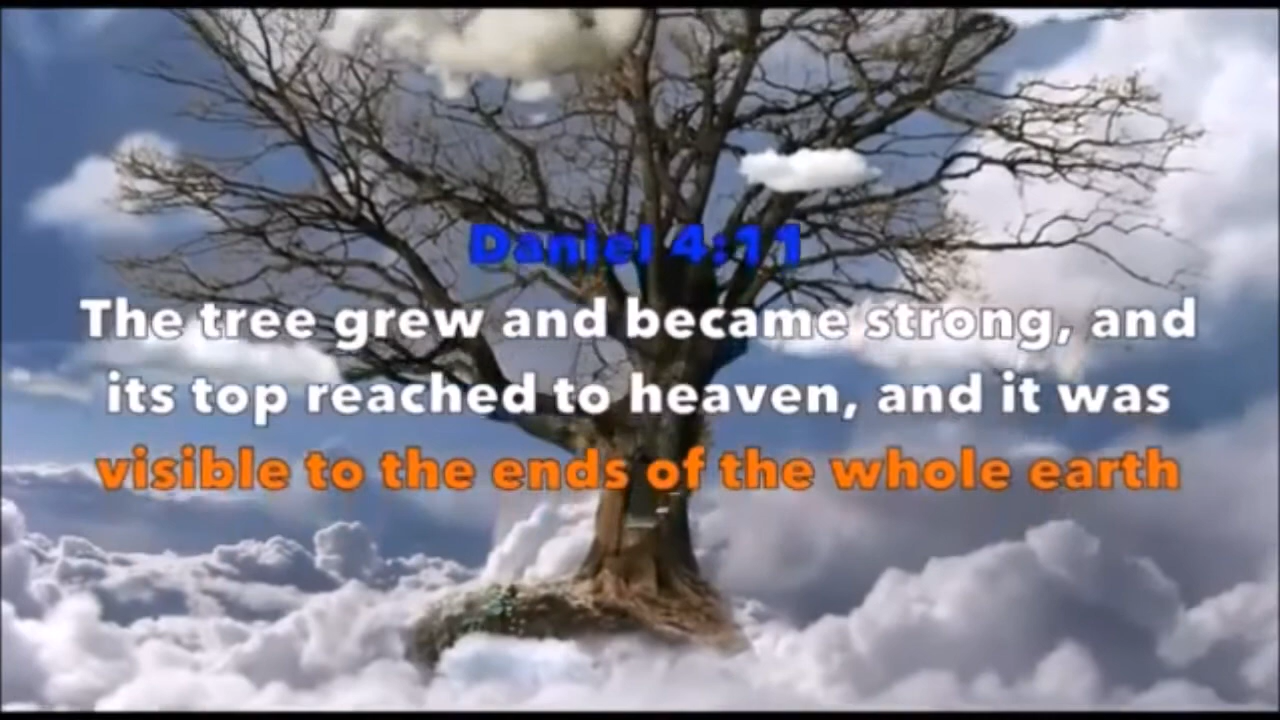 Daniel 4:11
The tree grew and became strong, and
its top reached to heaven, and it was
visible to the ends of the whole earth